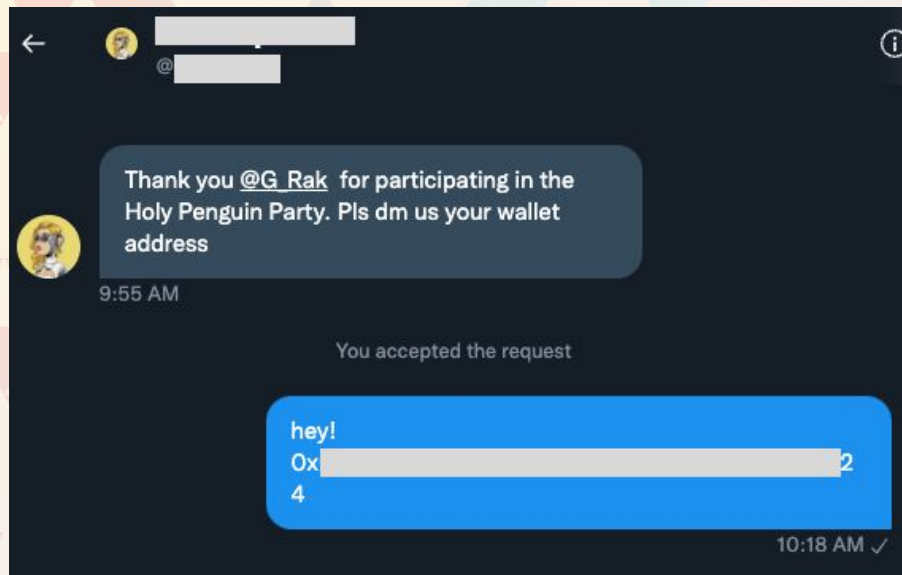 @
Thank you @G_Rak for participating in the
Holy Penguin Party. Pls dm us your wallet
address
9:55 AM
You accepted the request
hey!
0x 2
4
10:18 AM